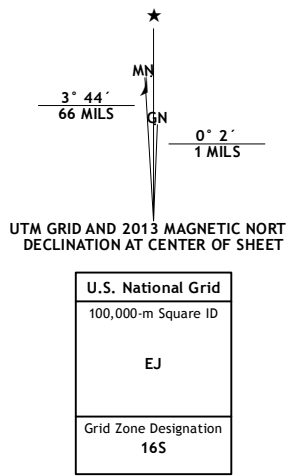 ★
MN
3° 44´
66 MILS
GN
0° 2´
1 MILS
UTM GRID AND 2013 MAGNETIC NORT
DECLINATION AT CENTER OF SHEET
U.S. National Grid
100,000-m Square ID
EJ
Grid Zone Designation
16S